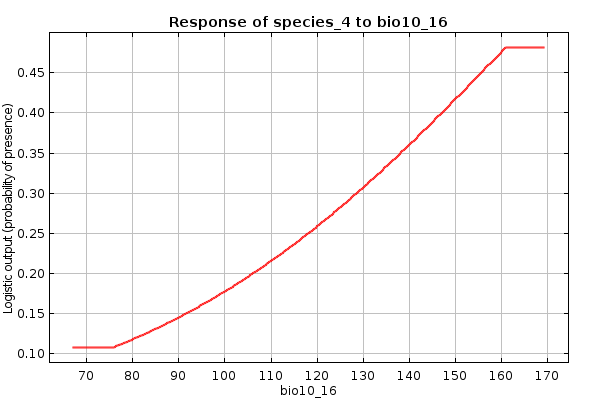 Response of species_4 to bio10_16
Logistic output (probability of presence)
0.45
0.40
0.35
0.30
0.25
0.20
0.15
0.10
70 80 90 100 110 120 130 140 150 160 170
bio10_16